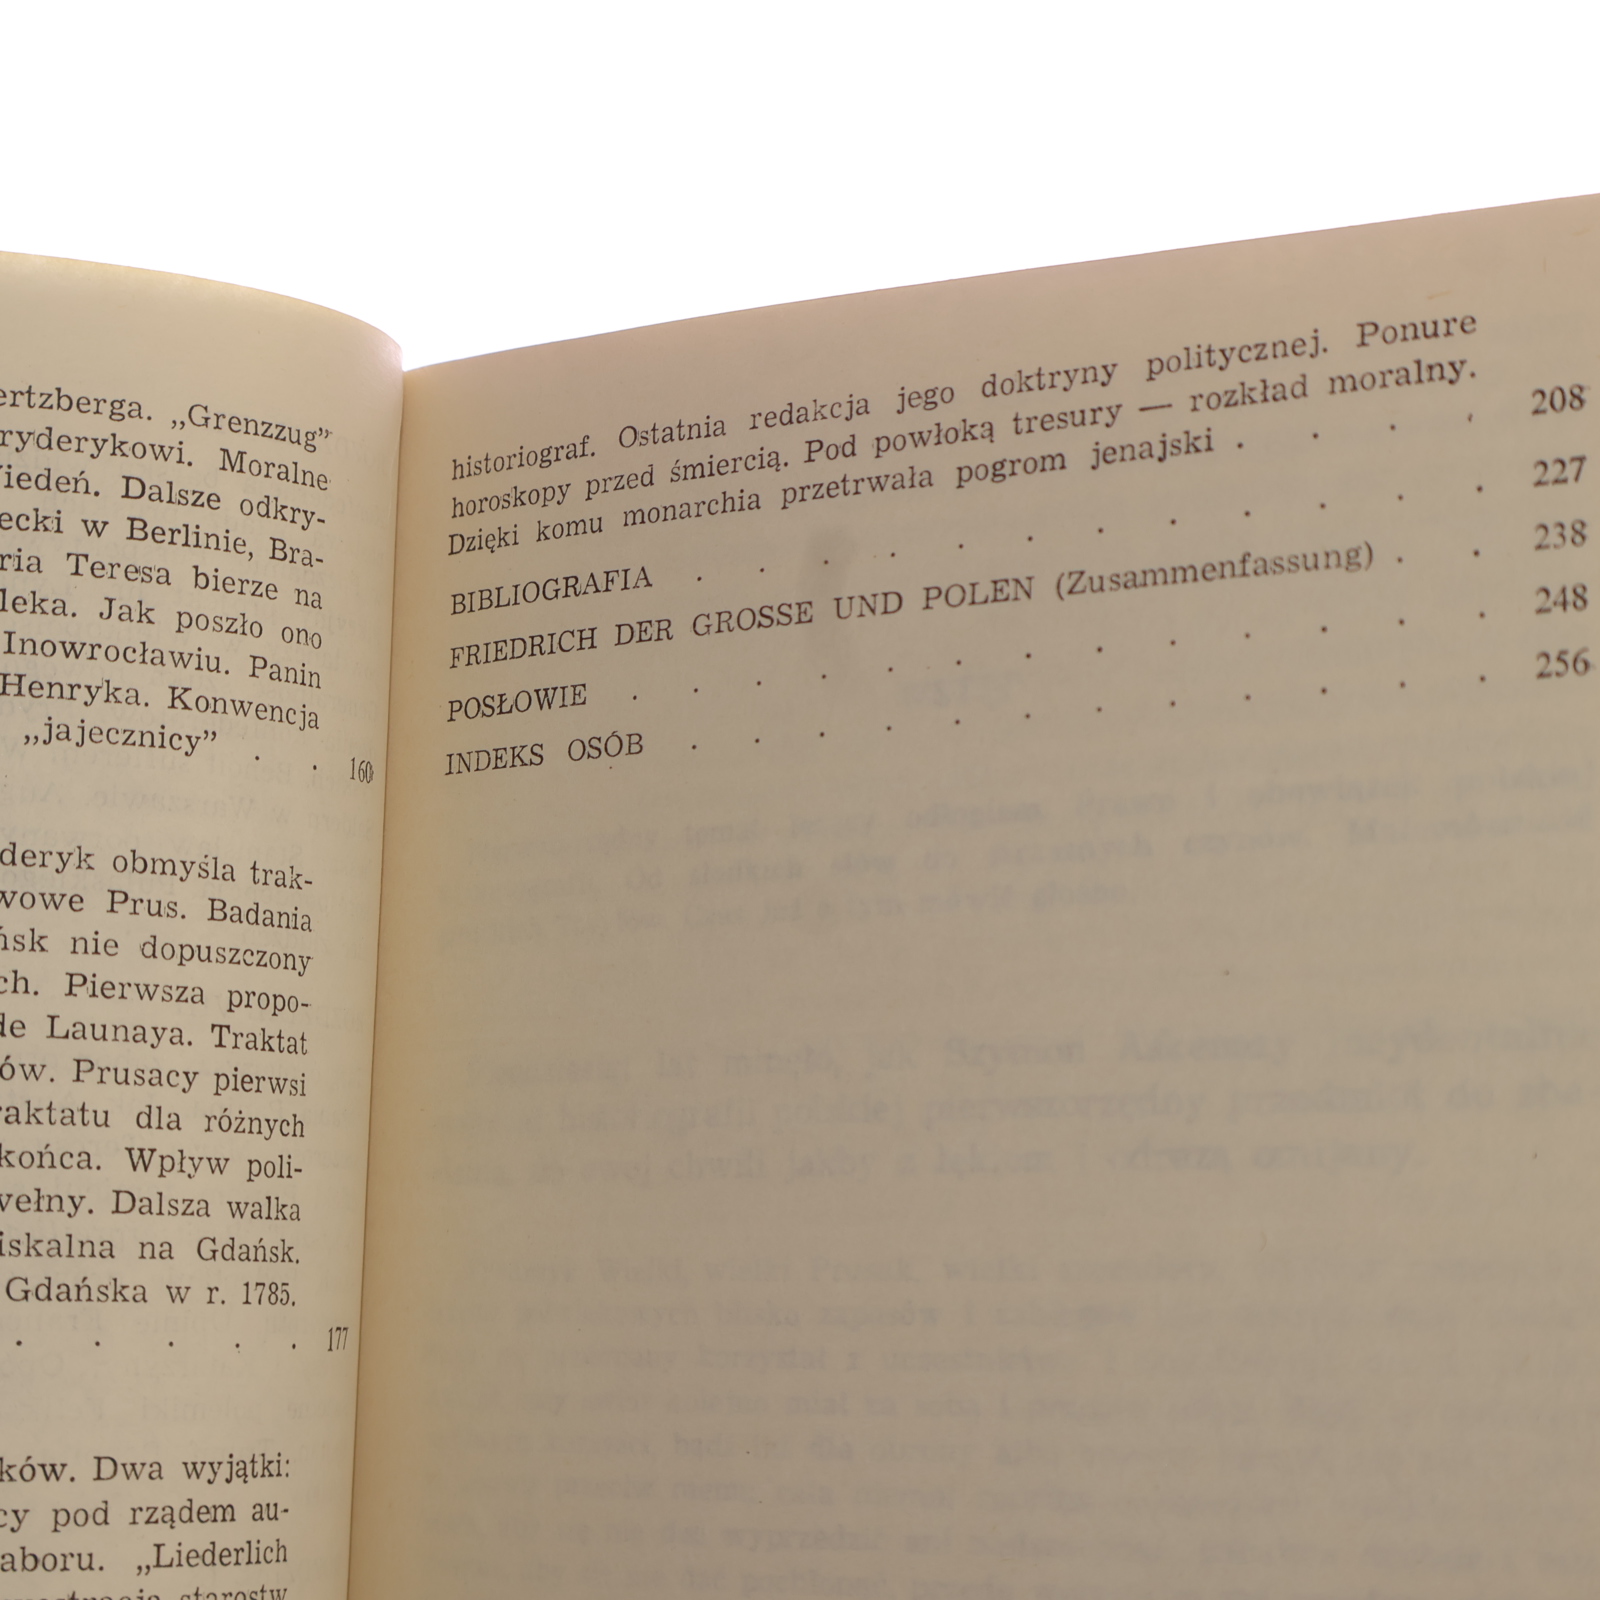 ertzberga. „Grenzzug”
ryderykowi. Moralne
iedeń. Dalsze odkry-
ecki w Berlinie, Bra-
ria Teresa bierze na
leka. Jak poszło ono
Inowrocławiu. Panin
Henryka. Konwencja
„jajecznicy” . . 160
deryk obmyśla trak-
wowe Prus. Badania
ńsk nie dopuszczony
ch. Pierwsza propo-
de Launaya. Traktat
ów. Prusacy pierwsi
raktatu dla różnych
końca. Wpływ poli-
wełny. Dalsza walka
iskalna na Gdańsk.
Gdańska w r. 1785.
. . . . . 177
ków. Dwa wyjątki:
cy pod rządem au-
aboru. „Liederlich
starostw
historiograf. Ostatnia redakcja jego doktryny politycznej. Ponure
horoskopy przed śmiercią. Pod powłoką tresury — rozkład moralny.
Dzięki komu monarchia przetrwała pogrom jenajski . . . . 208
BIBLIOGRAFIA . . . . . . . . . . . . 227
FRIEDRICH DER GROSSE UND POLEN (Zusammenfassung) . . 238
POSŁOWIE . . . . . . . . . . . . . 248
INDEKS OSÓB . . . . . . . . . . . . 256